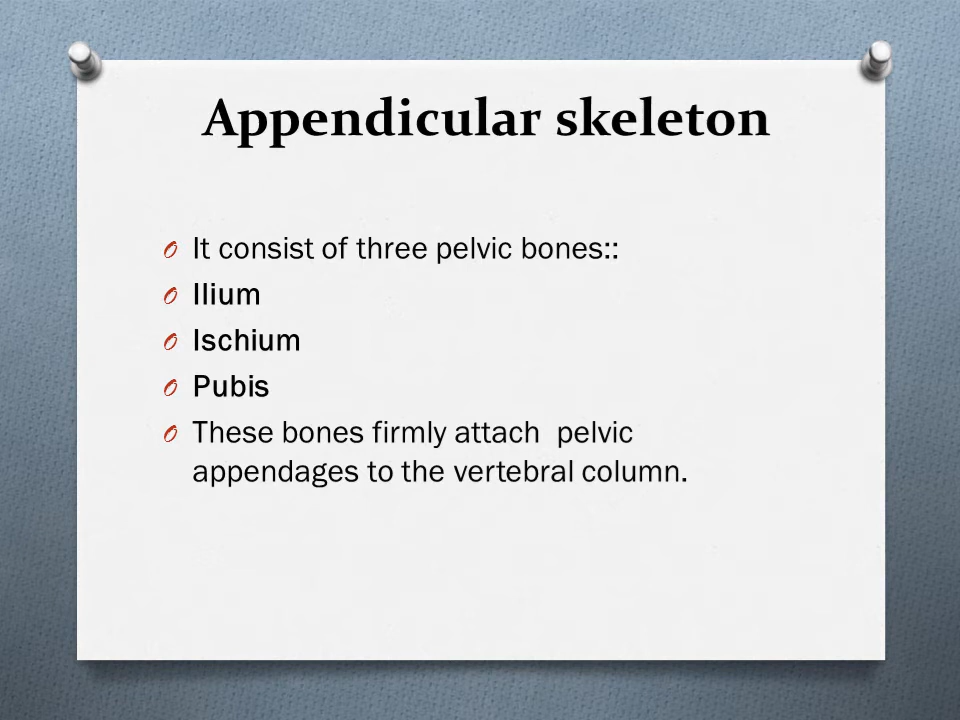 Appendicular skeleton
It consist of three pelvic bones::
Ilium
Ischium
Pubis
These bones firmly attach  pelvic
appendages to the vertebral column.